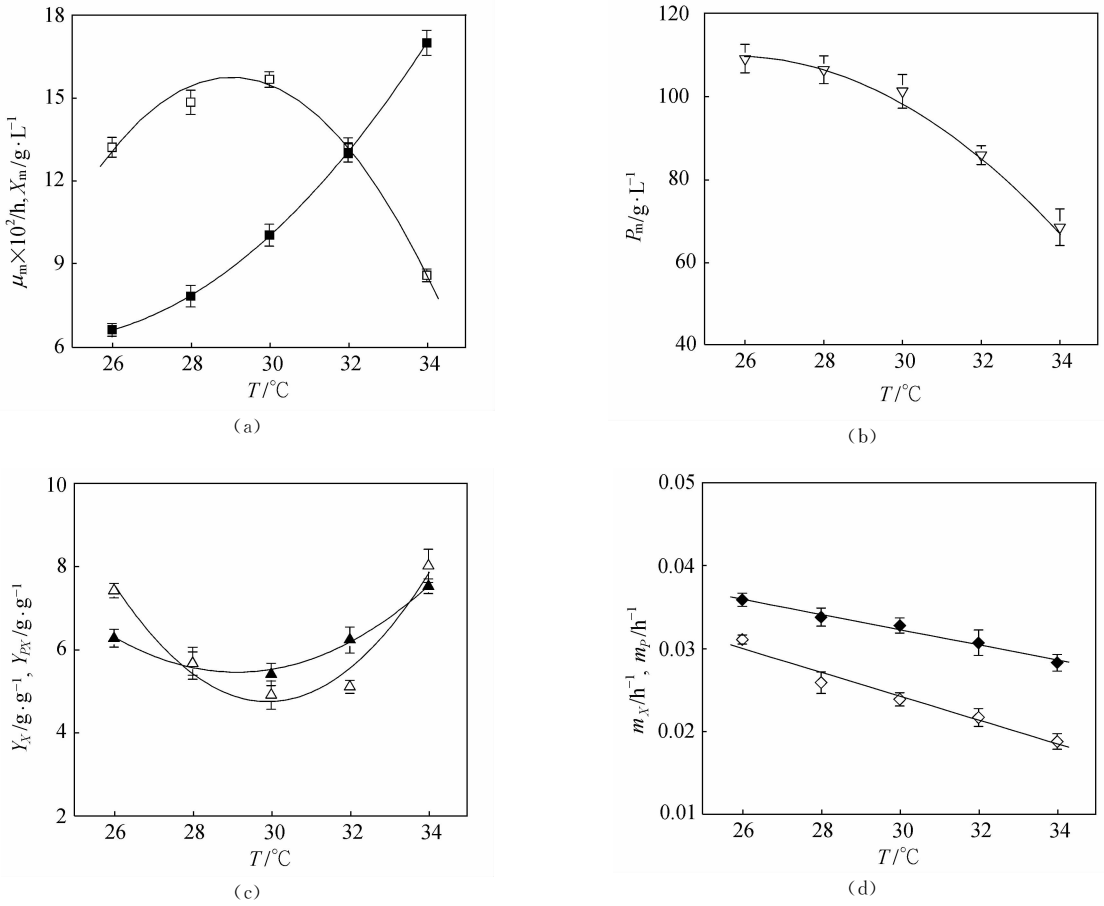 18
15
12
9
6
μm×10²/h, Xm/g·L⁻¹
26 28 30 32 34
T/℃
(a)
120
100
80
60
40
Pm/g·L⁻¹
26 28 30 32 34
T/℃
(b)
10
8
6
4
2
YX/g·g⁻¹, YPX/g·g⁻¹
26 28 30 32 34
T/℃
(c)
0.05
0.04
0.03
0.02
0.01
mX/h⁻¹, mP/h⁻¹
26 28 30 32 34
T/℃
(d)